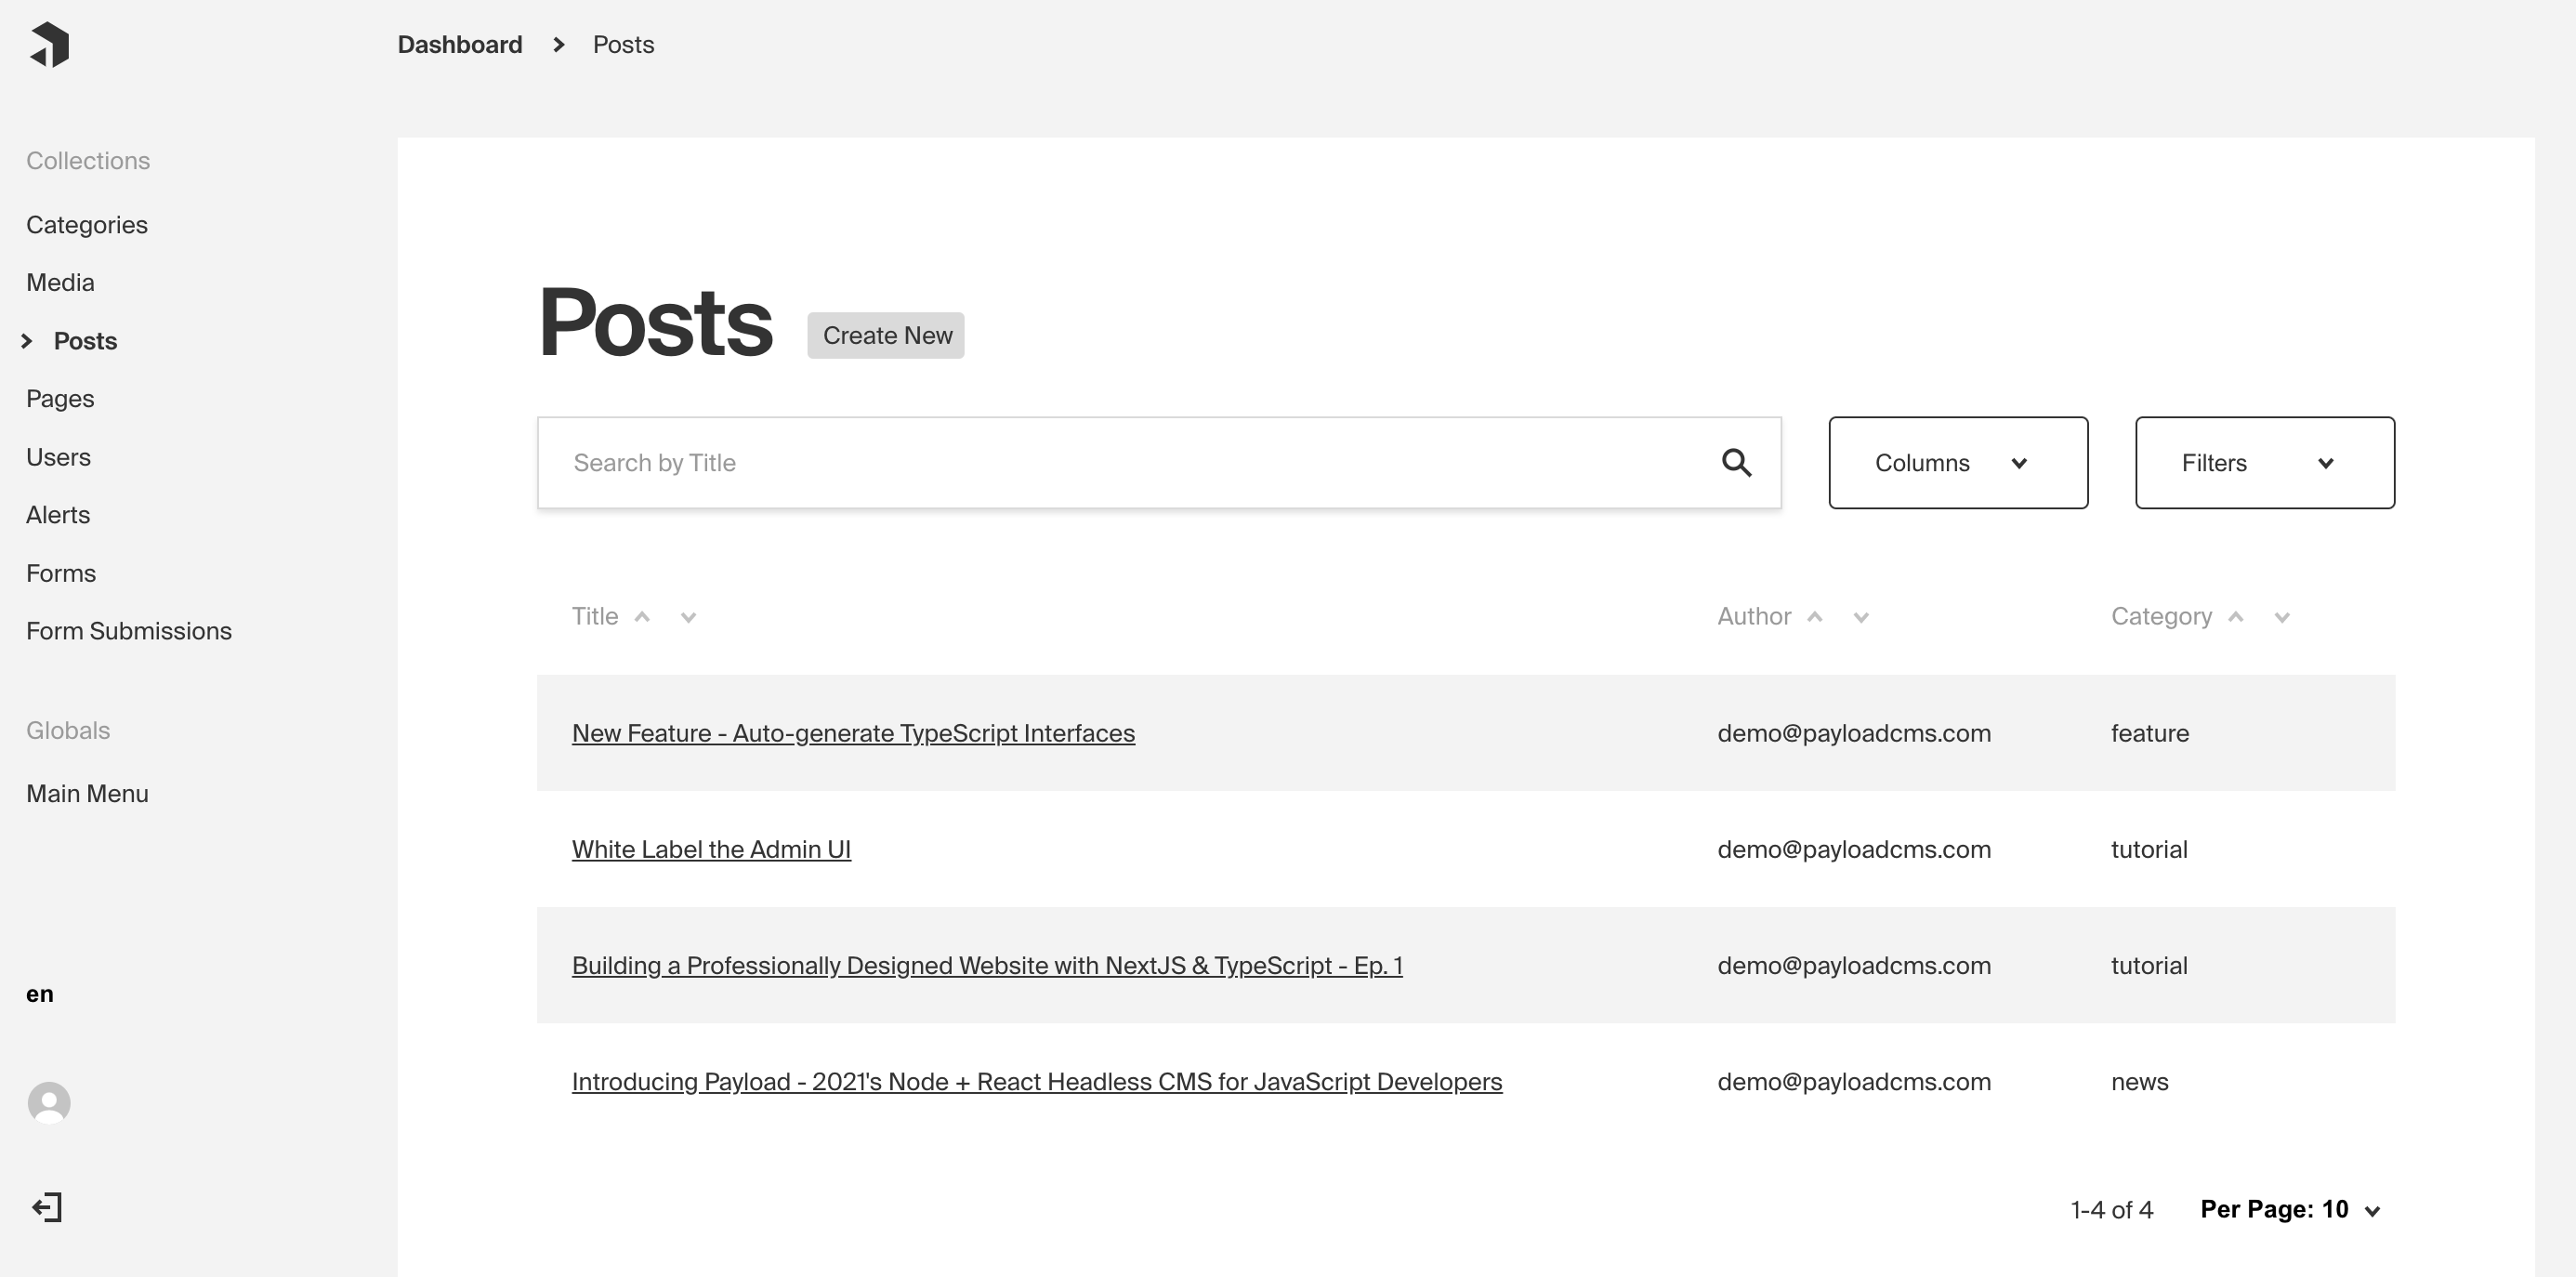 Dashboard > Posts
Collections
Categories
Media
Posts
Pages
Users
Alerts
Forms
Form Submissions
Globals
Main Menu
en
Posts
Create New
Search by Title
Columns
Filters
Title Author Category
New Feature - Auto-generate TypeScript Interfaces demo@payloadcms.com feature
White Label the Admin UI demo@payloadcms.com tutorial
Building a Professionally Designed Website with NextJS & TypeScript - Ep. 1 demo@payloadcms.com tutorial
Introducing Payload - 2021's Node + React Headless CMS for JavaScript Developers demo@payloadcms.com news
1-4 of 4 Per Page: 10